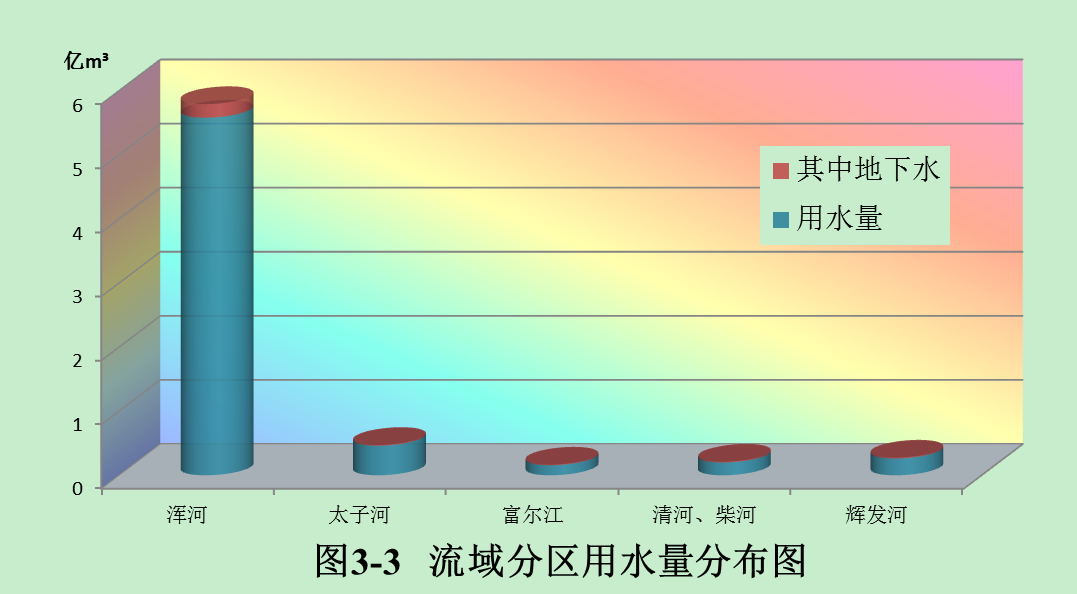 亿m³
6
5
4
3
2
1
0
其中地下水
用水量
浑河 太子河 富尔江 清河、柴河 辉发河
图3-3 流域分区用水量分布图